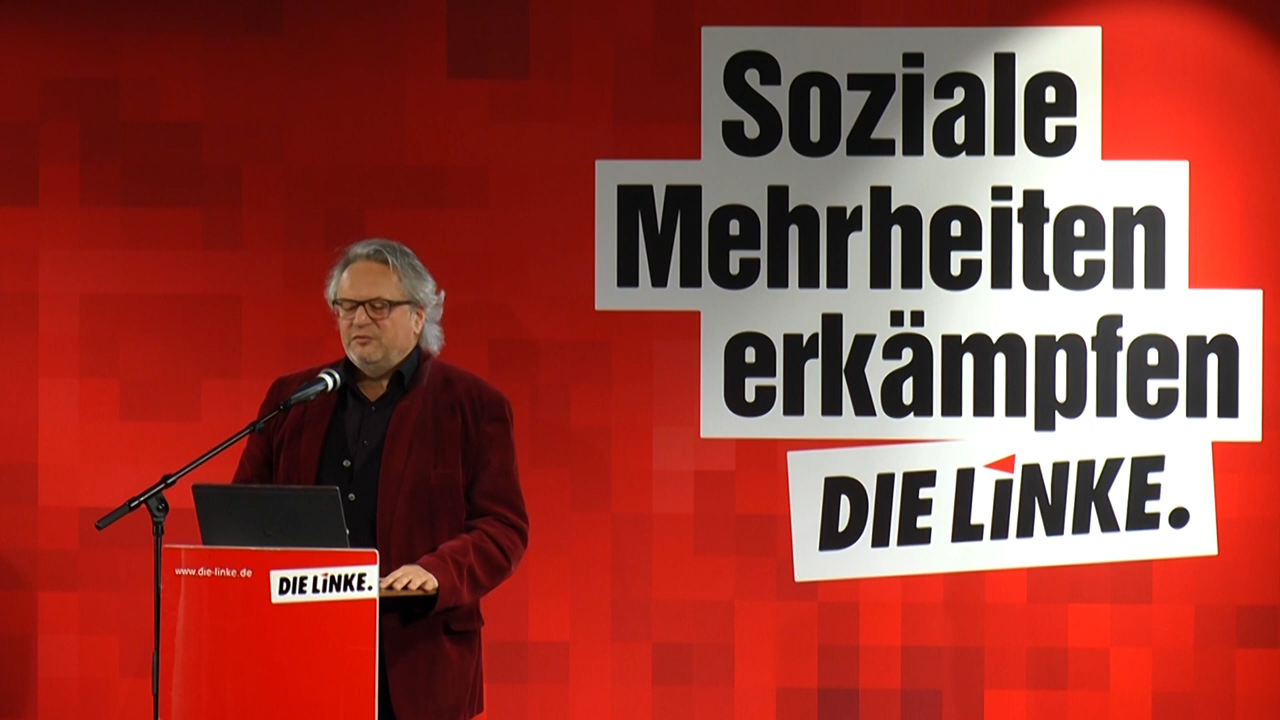 Soziale
Mehrheiten
erkämpfen
DIE LINKE.
www.die-linke.de
DIE LINKE.